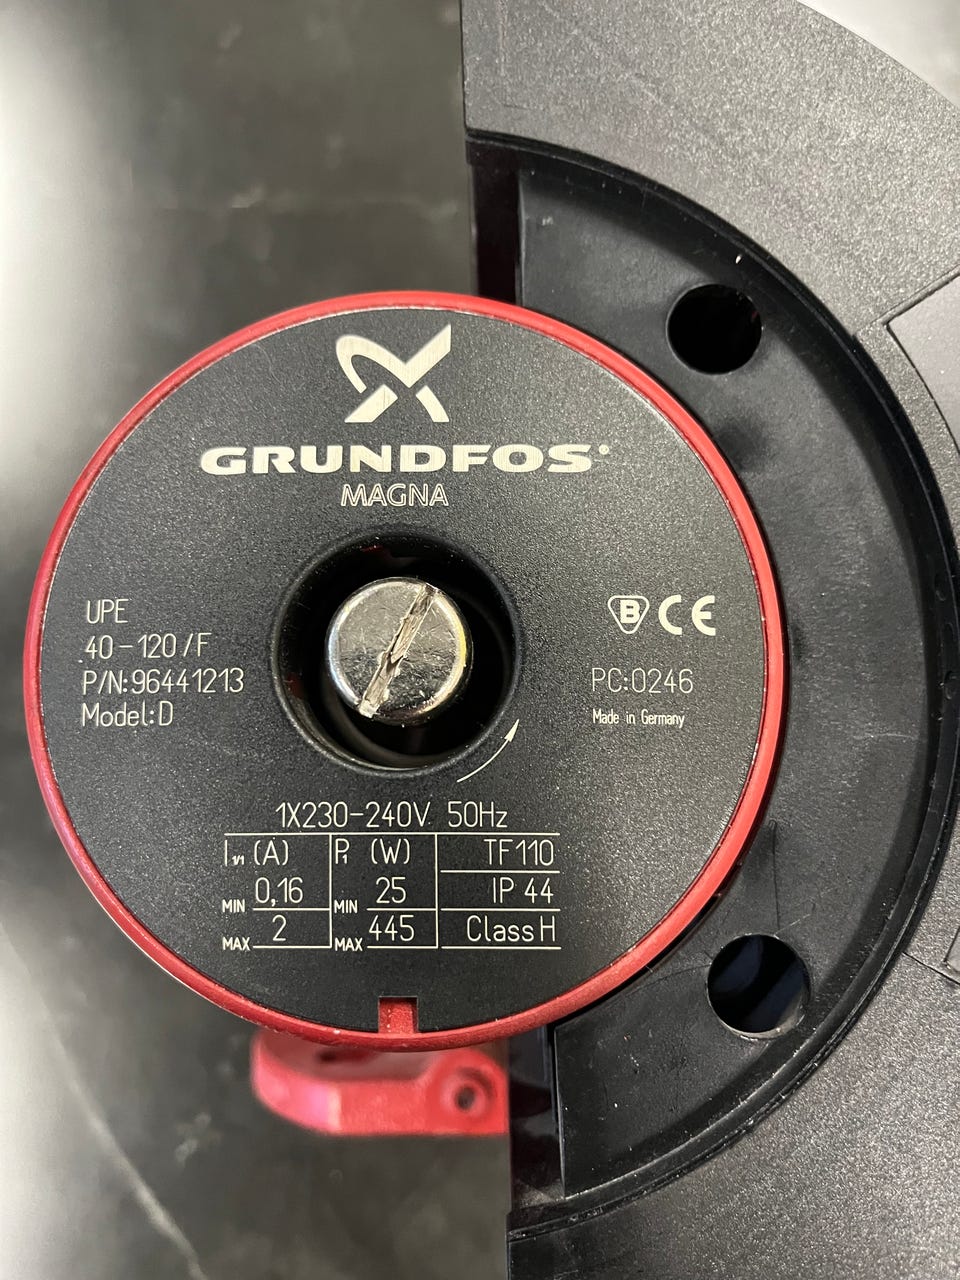 GRUNDFOS
MAGNA
UPE
40-120/F
P/N:96441213
Model:D
B CE
PC:0246
Made in Germany
1X230-240V 50Hz
I1/1 (A) P1 (W) TF110
MIN 0,16 MIN 25 IP 44
MAX 2 MAX 445 Class H